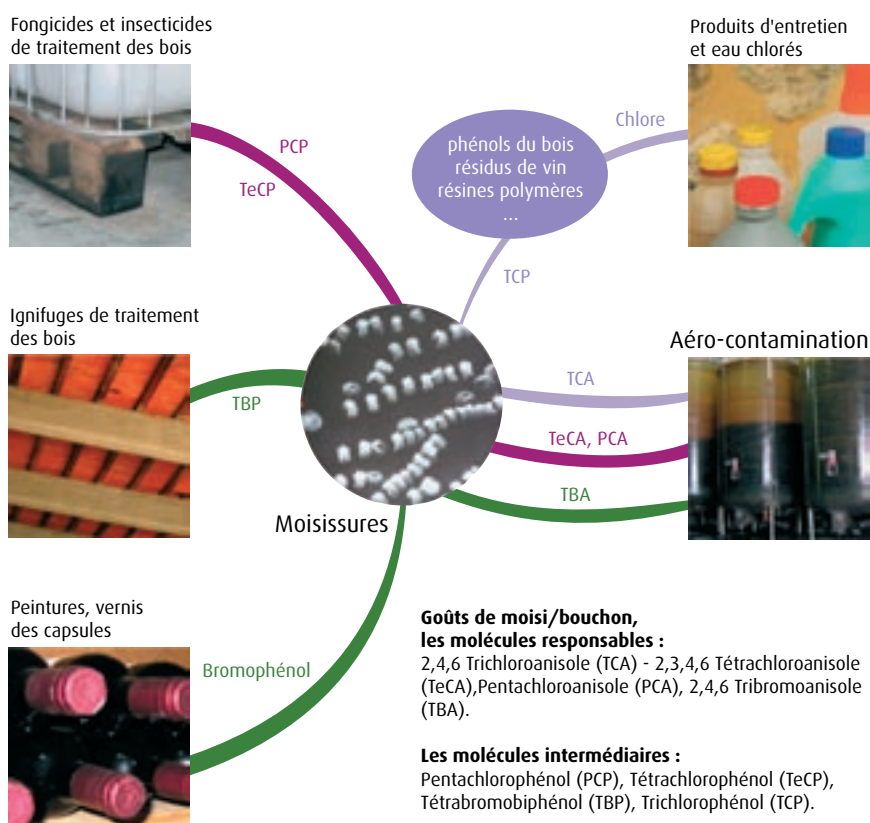 Fongicides et insecticides
de traitement des bois
Produits d'entretien
et eau chlorés
PCP
TeCP
Chlore
phénols du bois
résidus de vin
résines polymères
...
TCP
Ignifuges de traitement
des bois
TBP
Aéro-contamination
TCA
TeCA, PCA
TBA
Moisissures
Peintures, vernis
des capsules
Bromophénol
Goûts de moisi/bouchon,
les molécules responsables :
2,4,6 Trichloroanisole (TCA) - 2,3,4,6 Tétrachloroanisole
(TeCA),Pentachloroanisole (PCA), 2,4,6 Tribromoanisole
(TBA).
Les molécules intermédiaires :
Pentachlorophénol (PCP), Tétrachlorophénol (TeCP),
Tétrabromobiphénol (TBP), Trichlorophénol (TCP).